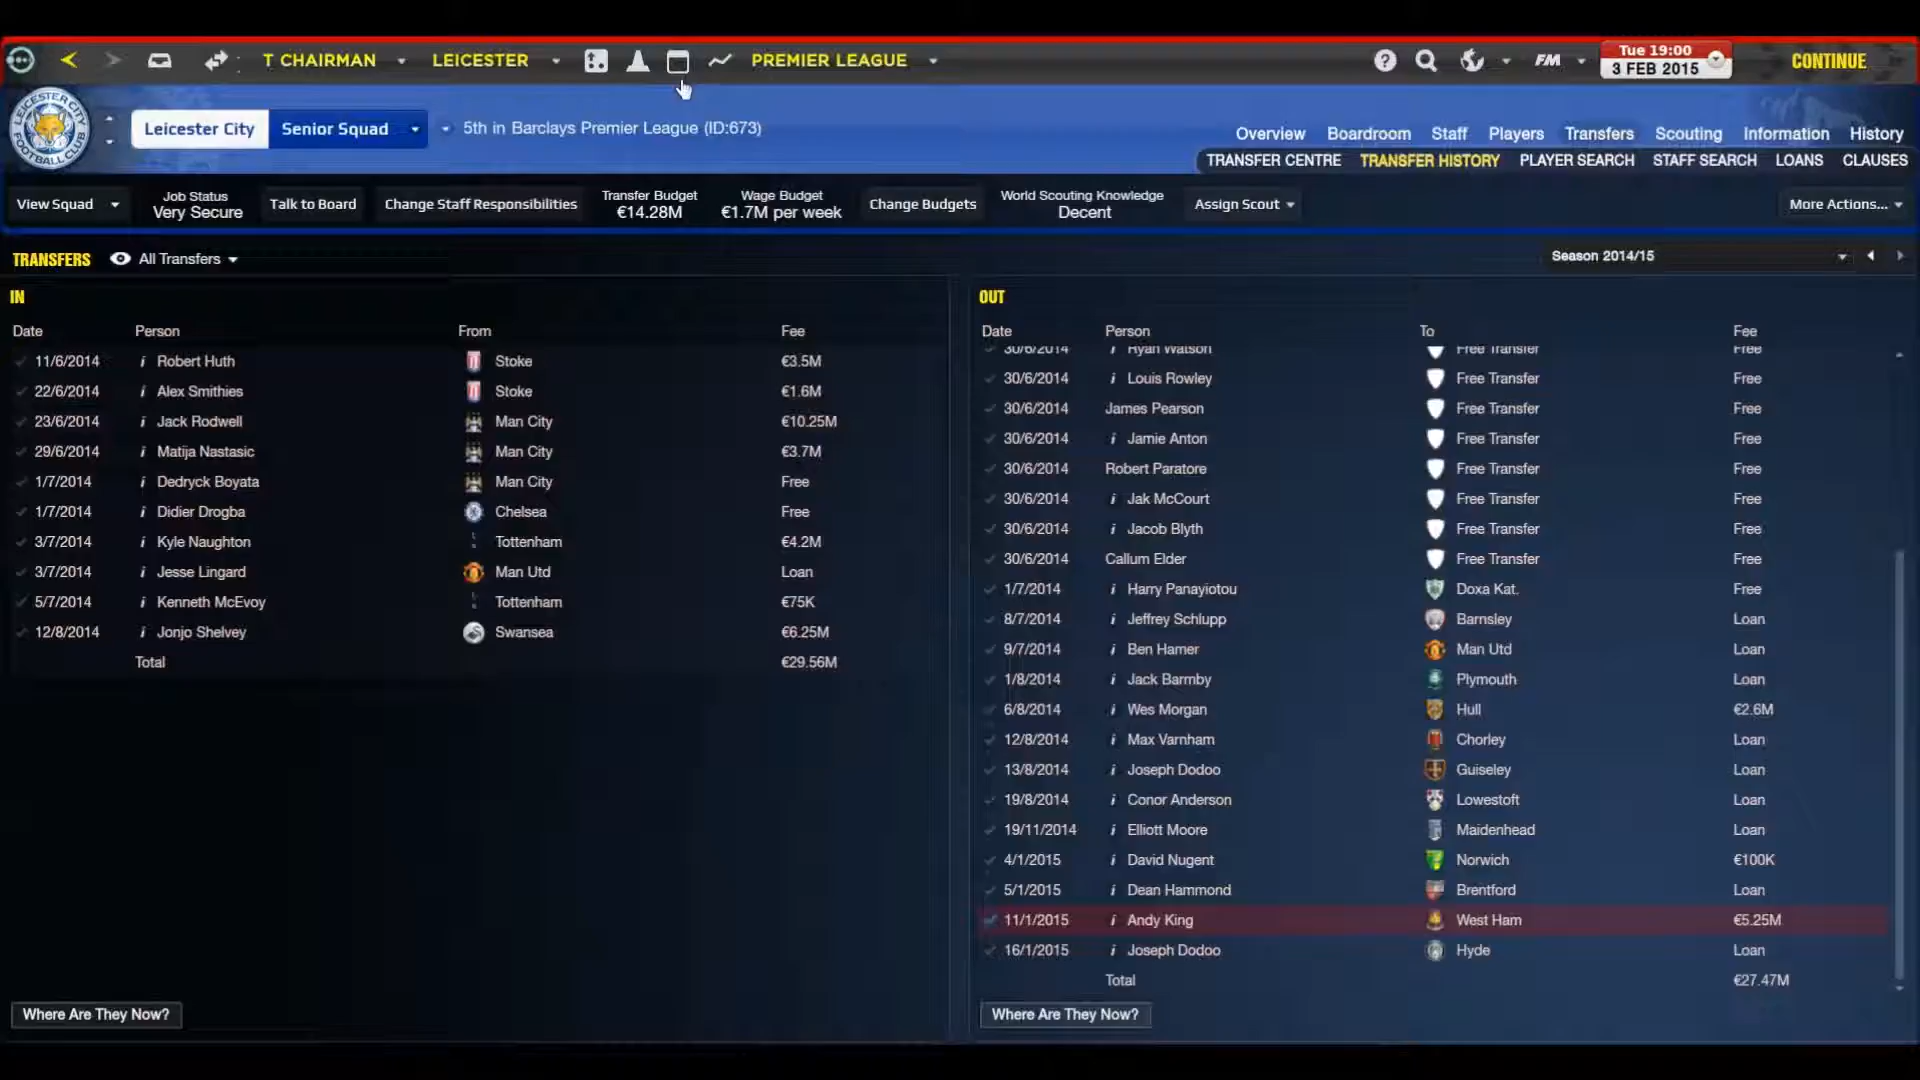 T CHAIRMAN LEICESTER PREMIER LEAGUE ? FM Tue 19:00 3 FEB 2015 CONTINUE
LEICESTER CITY FOOTBALL CLUB
Leicester City Senior Squad 5th in Barclays Premier League (ID:673)
Overview Boardroom Staff Players Transfers Scouting Information History
TRANSFER CENTRE TRANSFER HISTORY PLAYER SEARCH STAFF SEARCH LOANS CLAUSES
View Squad Job Status Very Secure Talk to Board Change Staff Responsibilities Transfer Budget €14.28M Wage Budget €1.7M per week Change Budgets World Scouting Knowledge Decent Assign Scout More Actions...
TRANSFERS All Transfers Season 2014/15
IN
Date Person From Fee
11/6/2014 i Robert Huth Stoke €3.5M
22/6/2014 i Alex Smithies Stoke €1.6M
23/6/2014 i Jack Rodwell Man City €10.25M
29/6/2014 i Matija Nastasic Man City €3.7M
1/7/2014 i Dedryck Boyata Man City Free
1/7/2014 i Didier Drogba Chelsea Free
3/7/2014 i Kyle Naughton Tottenham €4.2M
3/7/2014 i Jesse Lingard Man Utd Loan
5/7/2014 i Kenneth McEvoy Tottenham €75K
12/8/2014 i Jonjo Shelvey Swansea €6.25M
Total €29.56M
Where Are They Now?
OUT
Date Person To Fee
30/6/2014 i Ryan Watson Free Transfer Free
30/6/2014 i Louis Rowley Free Transfer Free
30/6/2014 James Pearson Free Transfer Free
30/6/2014 i Jamie Anton Free Transfer Free
30/6/2014 Robert Paratore Free Transfer Free
30/6/2014 i Jak McCourt Free Transfer Free
30/6/2014 i Jacob Blyth Free Transfer Free
30/6/2014 Callum Elder Free Transfer Free
1/7/2014 i Harry Panayiotou Doxa Kat. Free
8/7/2014 i Jeffrey Schlupp Barnsley Loan
9/7/2014 i Ben Hamer Man Utd Loan
1/8/2014 i Jack Barmby Plymouth Loan
6/8/2014 i Wes Morgan Hull €2.6M
12/8/2014 i Max Varnham Chorley Loan
13/8/2014 i Joseph Dodoo Guiseley Loan
19/8/2014 i Conor Anderson Lowestoft Loan
19/11/2014 i Elliott Moore Maidenhead Loan
4/1/2015 i David Nugent Norwich €100K
5/1/2015 i Dean Hammond Brentford Loan
11/1/2015 i Andy King West Ham €5.25M
16/1/2015 i Joseph Dodoo Hyde Loan
Total €27.47M
Where Are They Now?